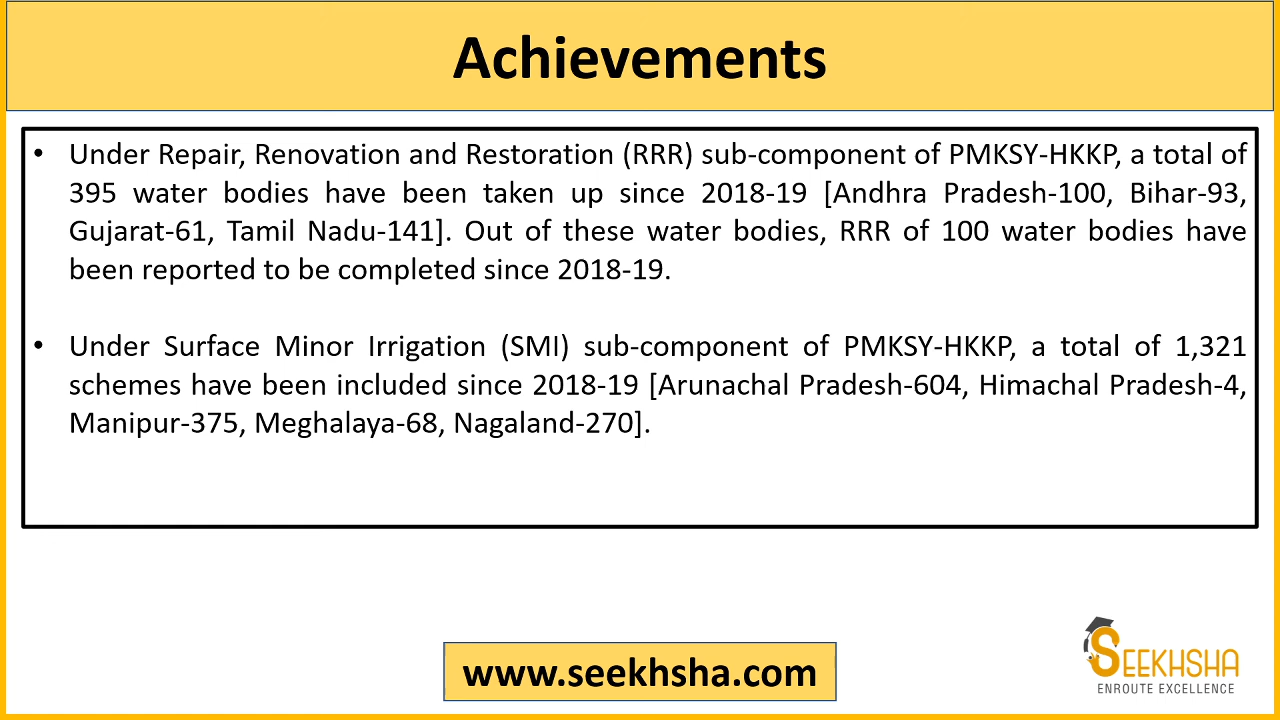 Achievements
• Under Repair, Renovation and Restoration (RRR) sub-component of PMKSY-HKKP, a total of
395 water bodies have been taken up since 2018-19 [Andhra Pradesh-100, Bihar-93,
Gujarat-61, Tamil Nadu-141]. Out of these water bodies, RRR of 100 water bodies have
been reported to be completed since 2018-19.
• Under Surface Minor Irrigation (SMI) sub-component of PMKSY-HKKP, a total of 1,321
schemes have been included since 2018-19 [Arunachal Pradesh-604, Himachal Pradesh-4,
Manipur-375, Meghalaya-68, Nagaland-270].
www.seekhsha.com
SEEKHSHA
ENROUTE EXCELLENCE